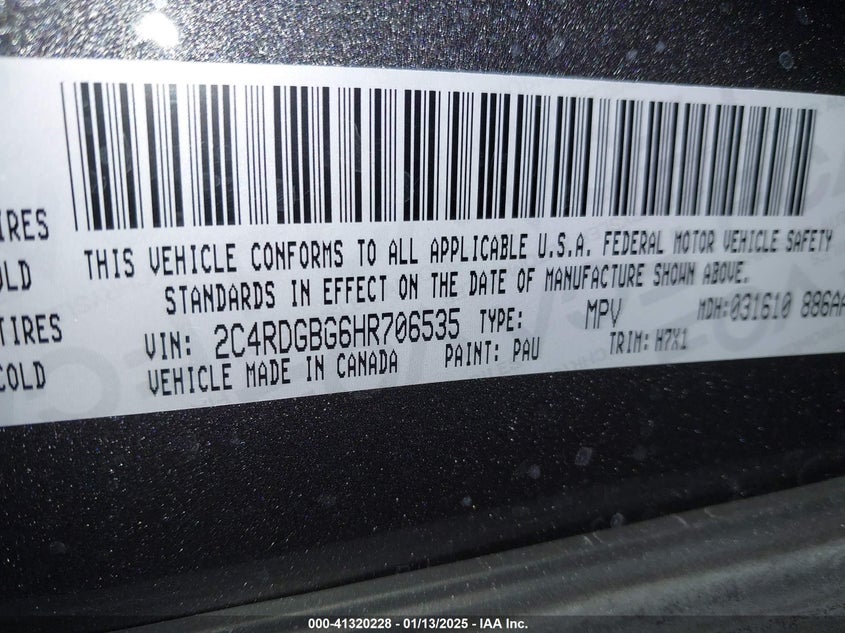 THIS VEHICLE CONFORMS TO ALL APPLICABLE U.S.A. FEDERAL MOTOR VEHICLE SAFETY
STANDARDS IN EFFECT ON THE DATE OF MANUFACTURE SHOWN ABOVE.
VIN: 2C4RDGBG6HR706535 TYPE: MPV MDH:031610 886AA
VEHICLE MADE IN CANADA PAINT: PAU TRIM: H7X1
IRES
OLD
TIRES
COLD
000-41320228 - 01/13/2025 - IAA Inc.